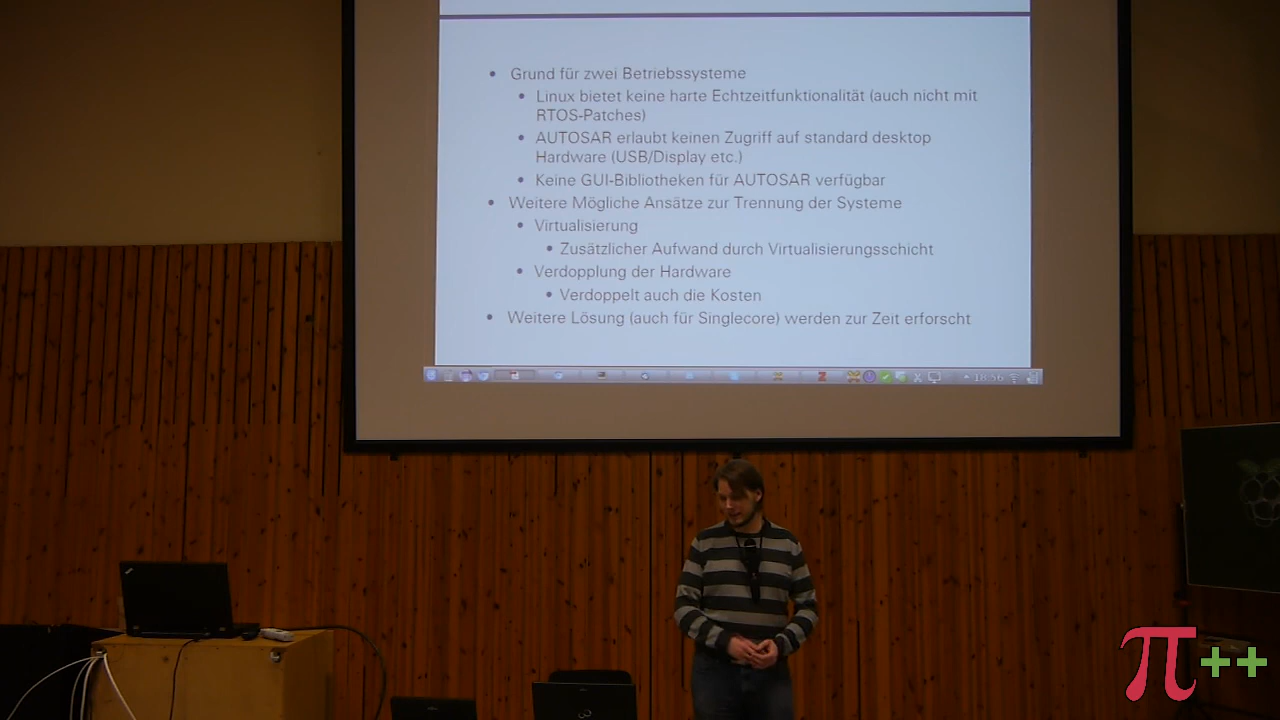 • Grund für zwei Betriebssysteme
• Linux bietet keine harte Echtzeitfunktionalität (auch nicht mit
RTOS-Patches)
• AUTOSAR erlaubt keinen Zugriff auf standard desktop
Hardware (USB/Display etc.)
• Keine GUI-Bibliotheken für AUTOSAR verfügbar
• Weitere Mögliche Ansätze zur Trennung der Systeme
• Virtualisierung
• Zusätzlicher Aufwand durch Virtualisierungsschicht
• Verdopplung der Hardware
• Verdoppelt auch die Kosten
• Weitere Lösung (auch für Singlecore) werden zur Zeit erforscht
18:56
π++